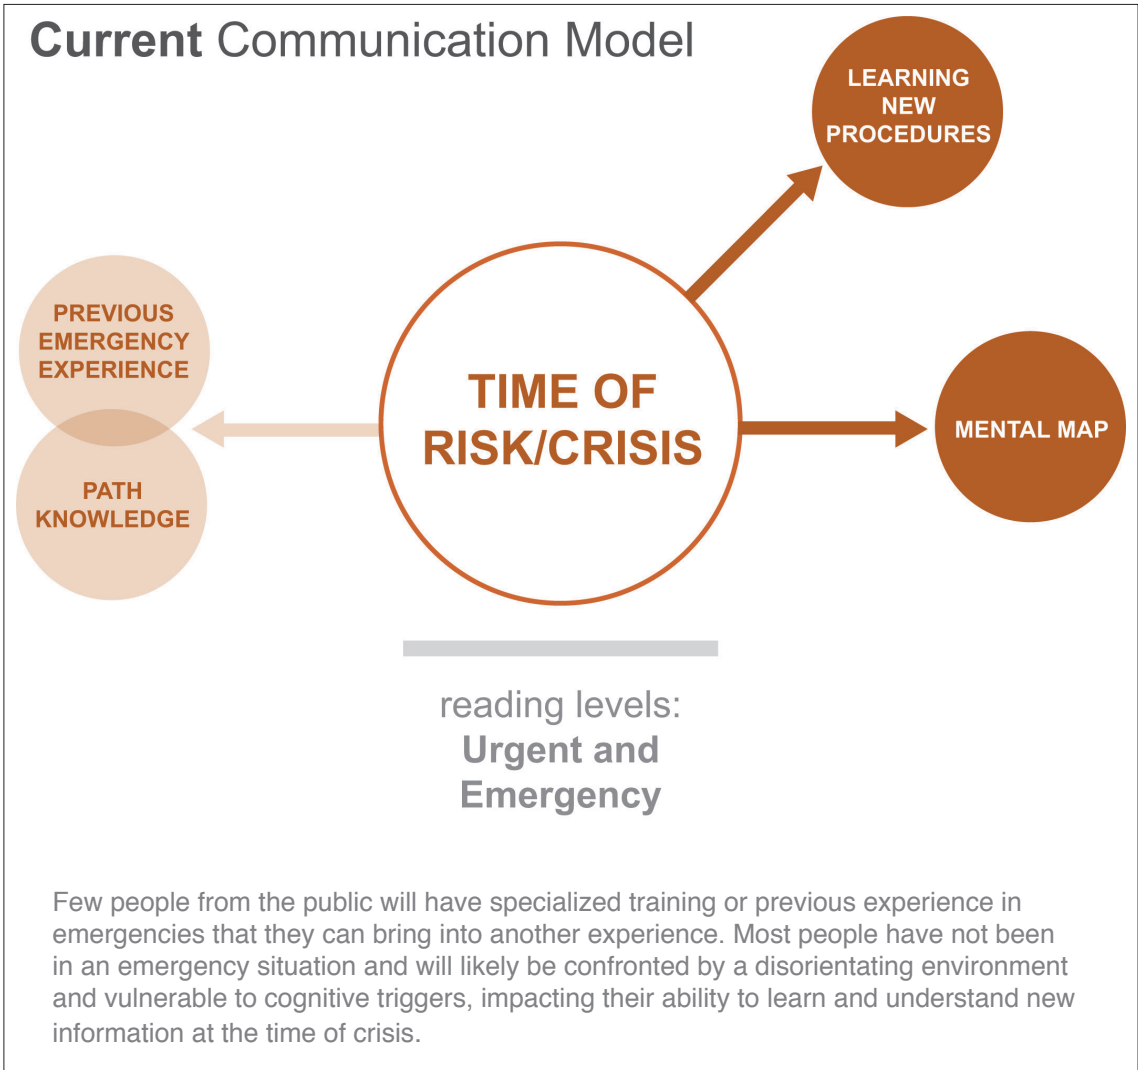 Current Communication Model
LEARNING
NEW
PROCEDURES
PREVIOUS
EMERGENCY
EXPERIENCE
PATH
KNOWLEDGE
TIME OF
RISK/CRISIS
MENTAL MAP
reading levels:
Urgent and
Emergency
Few people from the public will have specialized training or previous experience in
emergencies that they can bring into another experience. Most people have not been
in an emergency situation and will likely be confronted by a disorientating environment
and vulnerable to cognitive triggers, impacting their ability to learn and understand new
information at the time of crisis.